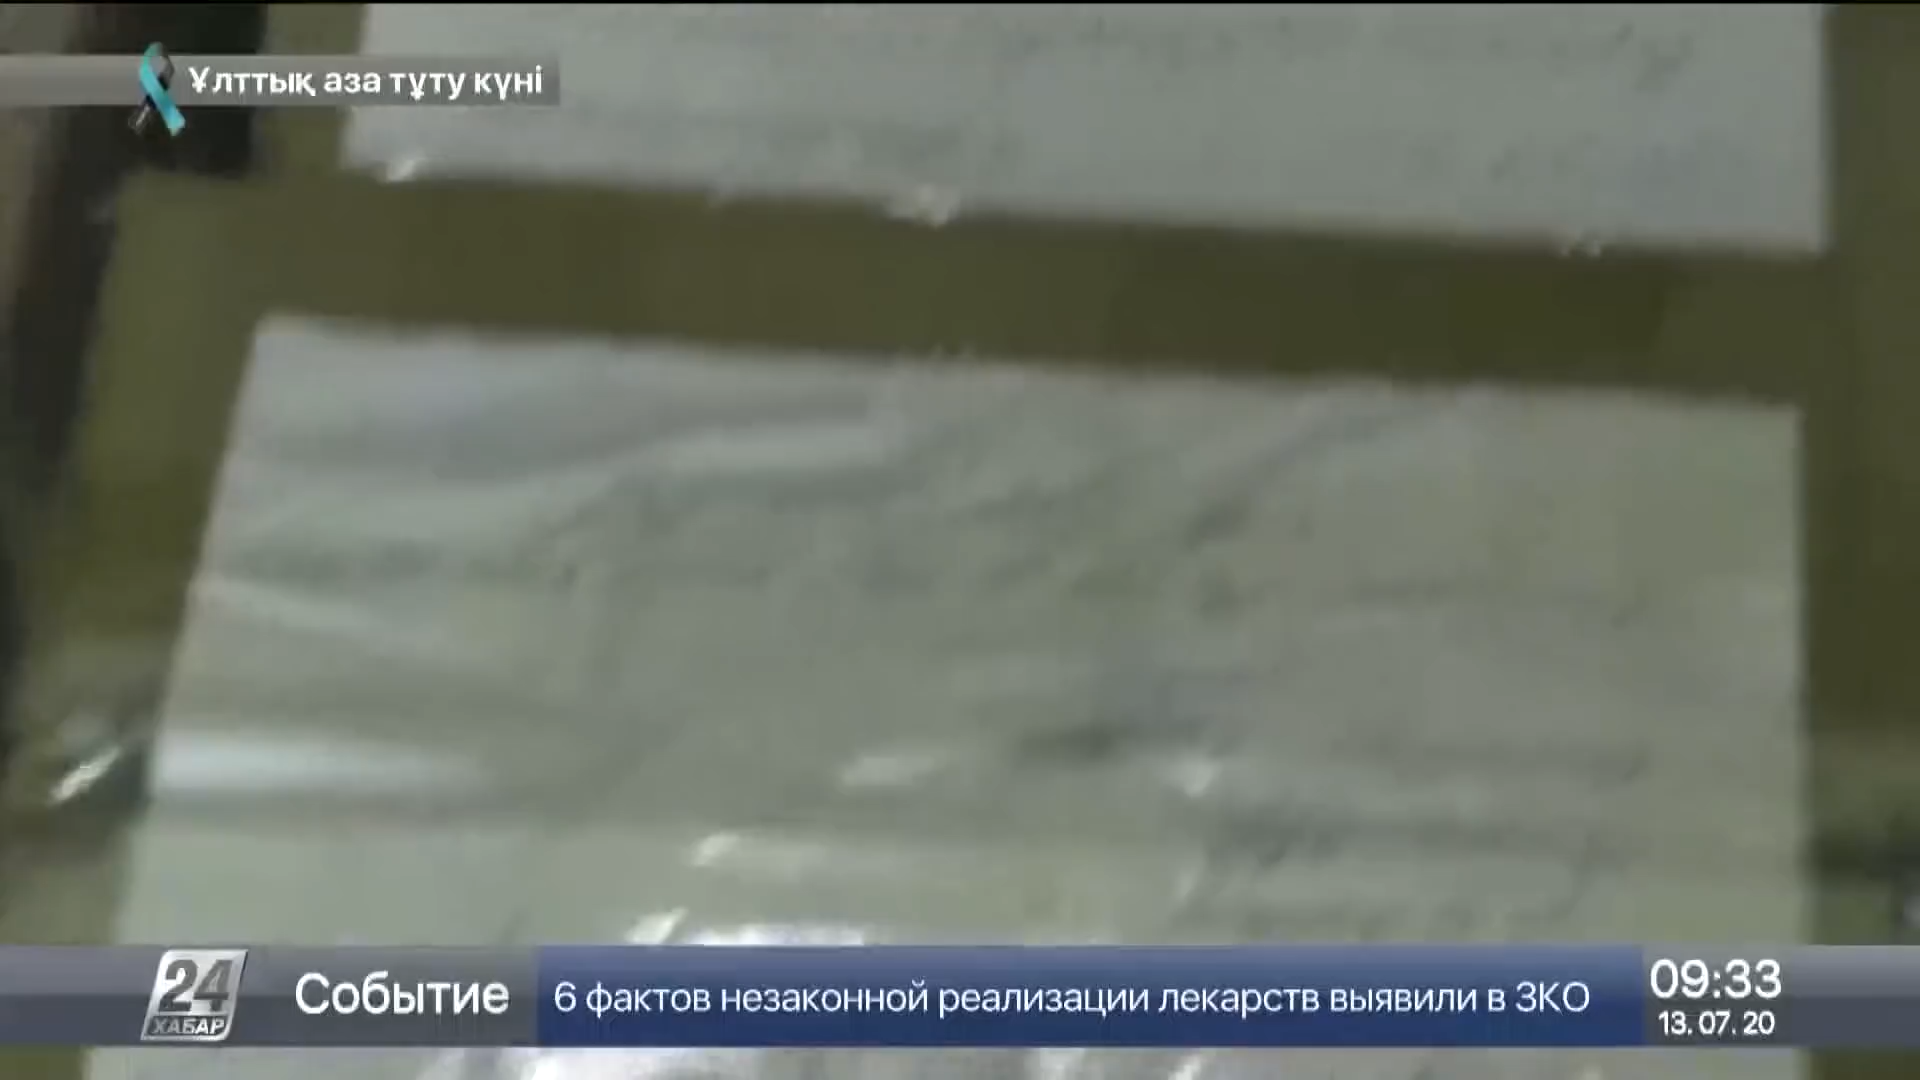 Ұлттық аза тұту күні
24
ХАБАР
Событие
6 фактов незаконной реализации лекарств выявили в ЗКО
09:33
13.07.20